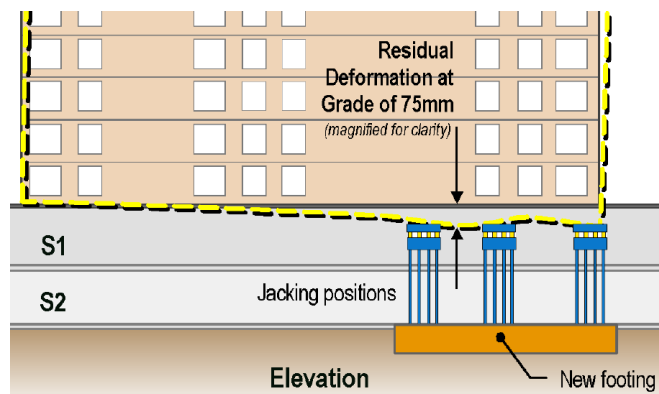 Residual
Deformation at
Grade of 75mm
(magnified for clarity)
S1
S2
Jacking positions
Elevation
New footing